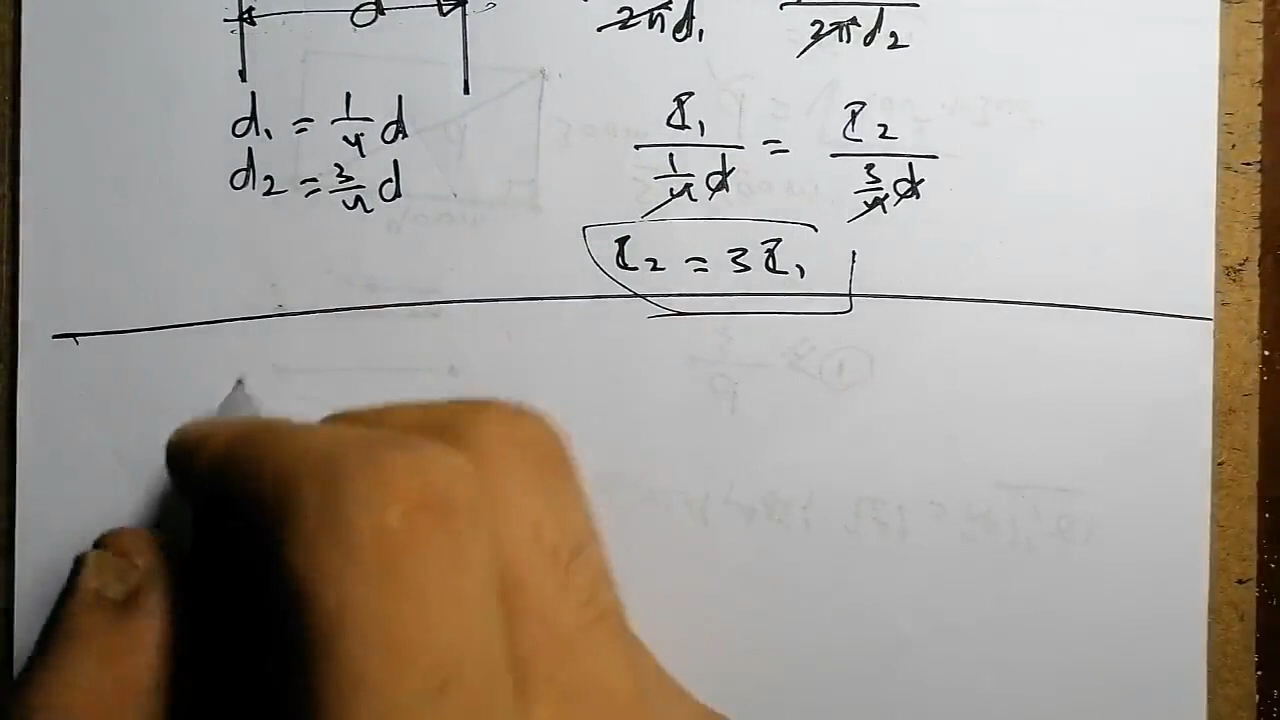 d
2πd₁ 2πd₂
d₁ = 1/4 d
I₁ / (1/4 d) = I₂ / (3/4 d)
d₂ = 3/4 d
I₂ = 3I₁